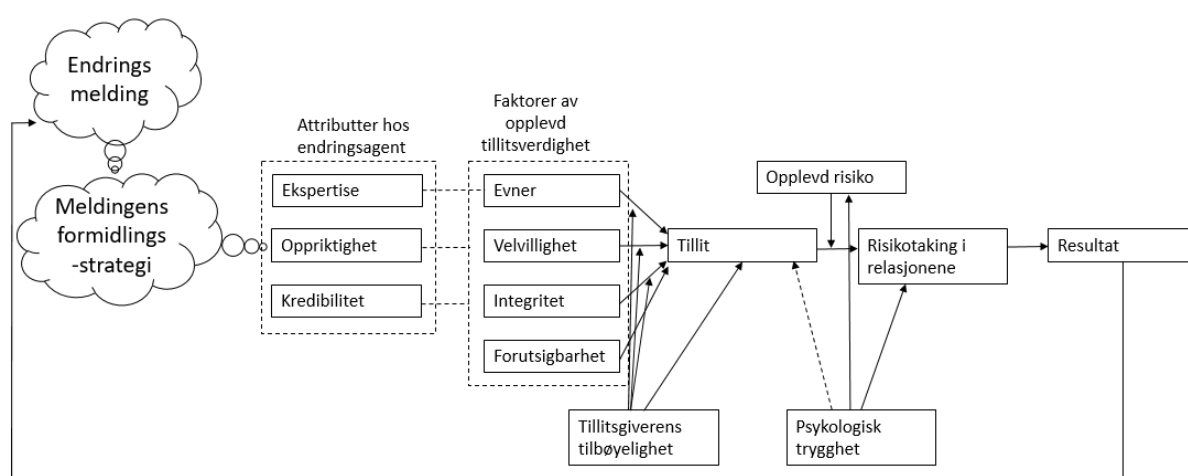 Endrings
melding
Meldingens
formidlings
-strategi
Attributter hos
endringsagent
Ekspertise
Oppriktighet
Kredibilitet
Faktorer av
opplevd
tillitsverdighet
Evner
Velvillighet
Integritet
Forutsigbarhet
Tillit
Opplevd risiko
Risikotaking i
relasjonene
Resultat
Tillitsgiverens
tilbøyelighet
Psykologisk
trygghet